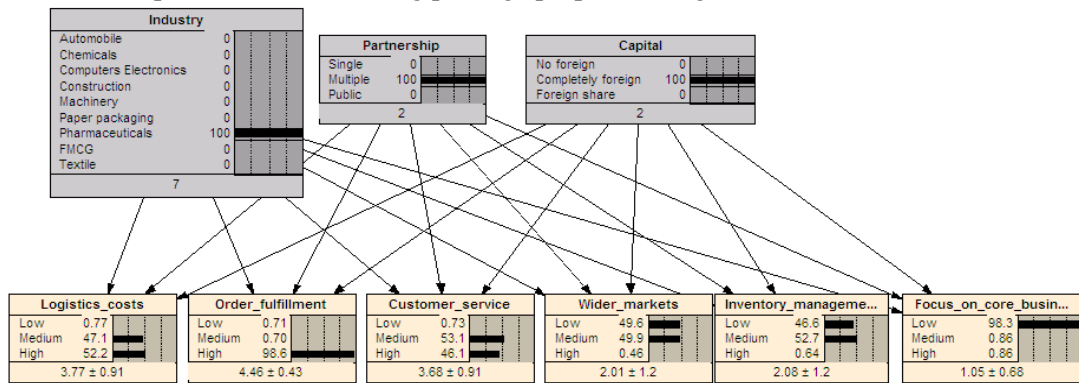 Industry
Automobile 0
Chemicals 0
Computers Electronics 0
Construction 0
Machinery 0
Paper packaging 0
Pharmaceuticals 100
FMCG 0
Textile 0
7
Partnership
Single 0
Multiple 100
Public 0
2
Capital
No foreign 0
Completely foreign 100
Foreign share 0
2
Logistics_costs
Low 0.77
Medium 47.1
High 52.2
3.77 ± 0.91
Order_fulfillment
Low 0.71
Medium 0.70
High 98.6
4.46 ± 0.43
Customer_service
Low 0.73
Medium 53.1
High 46.1
3.68 ± 0.91
Wider_markets
Low 49.6
Medium 49.9
High 0.46
2.01 ± 1.2
Inventory_manageme...
Low 46.6
Medium 52.7
High 0.64
2.08 ± 1.2
Focus_on_core_busin...
Low 98.3
Medium 0.86
High 0.86
1.05 ± 0.68